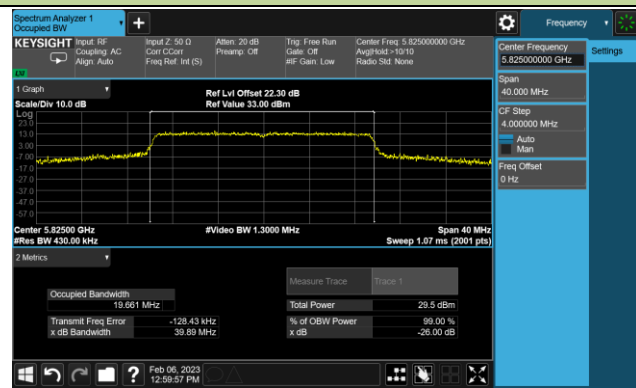 Spectrum Analyzer 1
Occupied BW
Frequency
KEYSIGHT
Input: RF
Coupling: AC
Align: Auto
Input Z: 50 Ω
Corr CCorr
Freq Ref: Int (S)
Atten: 20 dB
Preamp: Off
Trig: Free Run
Gate: Off
#IF Gain: Low
Center Freq: 5.825000000 GHz
Avg|Hold:>10/10
Radio Std: None
Center Frequency
5.825000000 GHz
Settings
Span
40.000 MHz
CF Step
4.000000 MHz
Auto
Man
Freq Offset
0 Hz
1 Graph
Scale/Div 10.0 dB
Ref Lvl Offset 22.30 dB
Ref Value 33.00 dBm
Log
23.0
13.0
3.00
-7.00
-17.0
-27.0
-37.0
-47.0
-57.0
Center 5.82500 GHz
#Res BW 430.00 kHz
#Video BW 1.3000 MHz
Span 40 MHz
Sweep 1.07 ms (2001 pts)
2 Metrics
Measure Trace
Trace 1
Occupied Bandwidth
19.661 MHz
Total Power
29.5 dBm
Transmit Freq Error
-128.43 kHz
% of OBW Power
99.00 %
x dB Bandwidth
39.89 MHz
x dB
-26.00 dB
Feb 06, 2023
12:59:57 PM